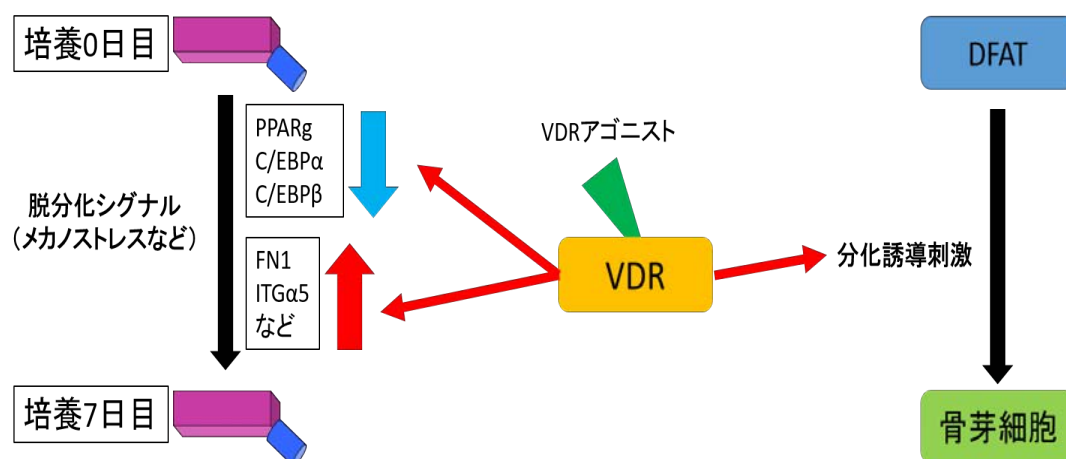 培養0日目
DFAT
PPARg
C/EBPα
C/EBPβ
VDRアゴニスト
脱分化シグナル
（メカノストレスなど）
FN1
ITGα5
など
VDR
分化誘導刺激
培養7日目
骨芽細胞